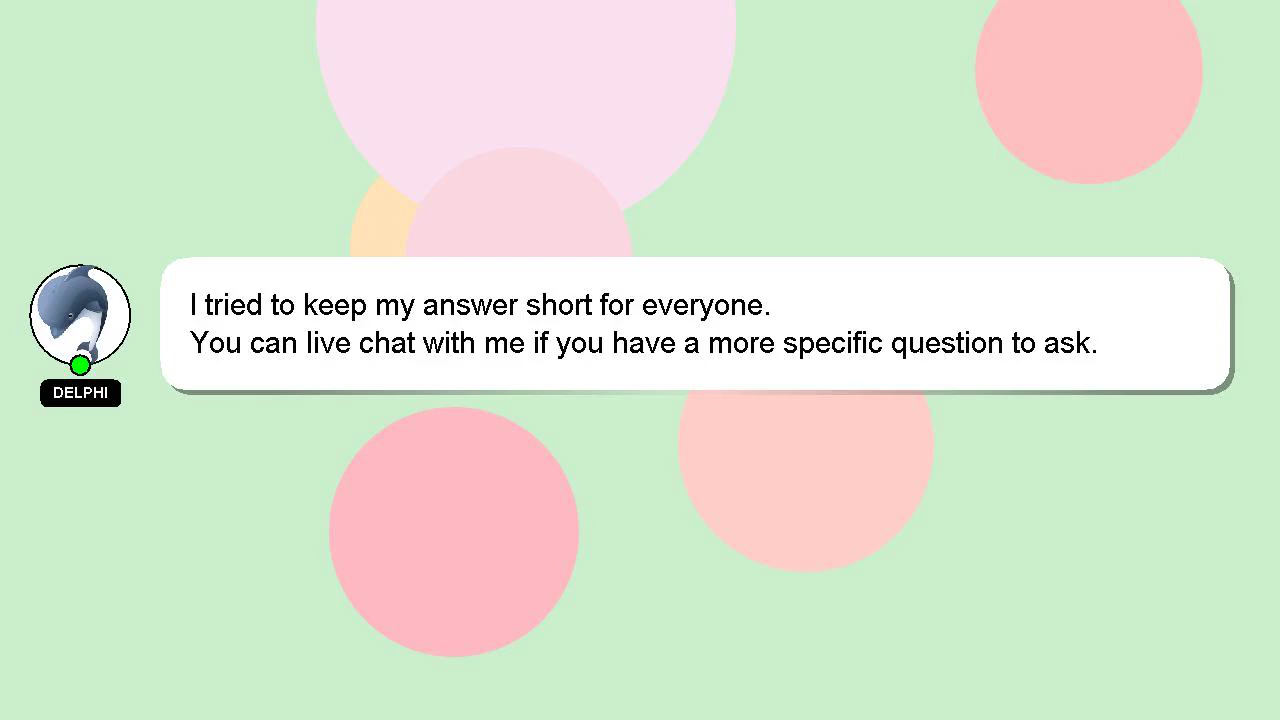 I tried to keep my answer short for everyone.
You can live chat with me if you have a more specific question to ask.
DELPHI